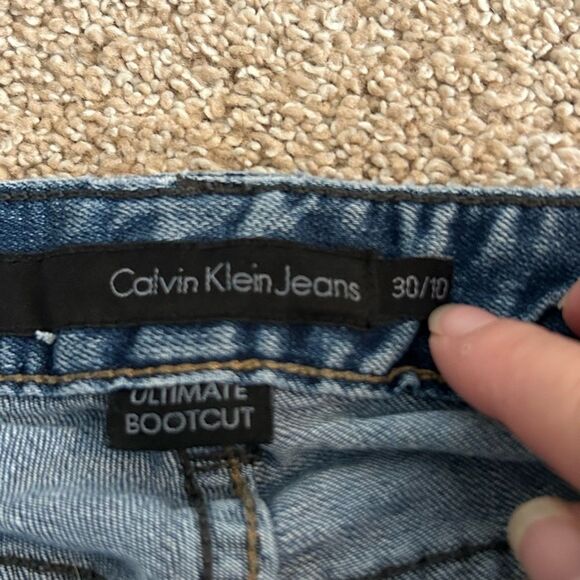 Calvin Klein Jeans 30/10
ULTIMATE
BOOTCUT